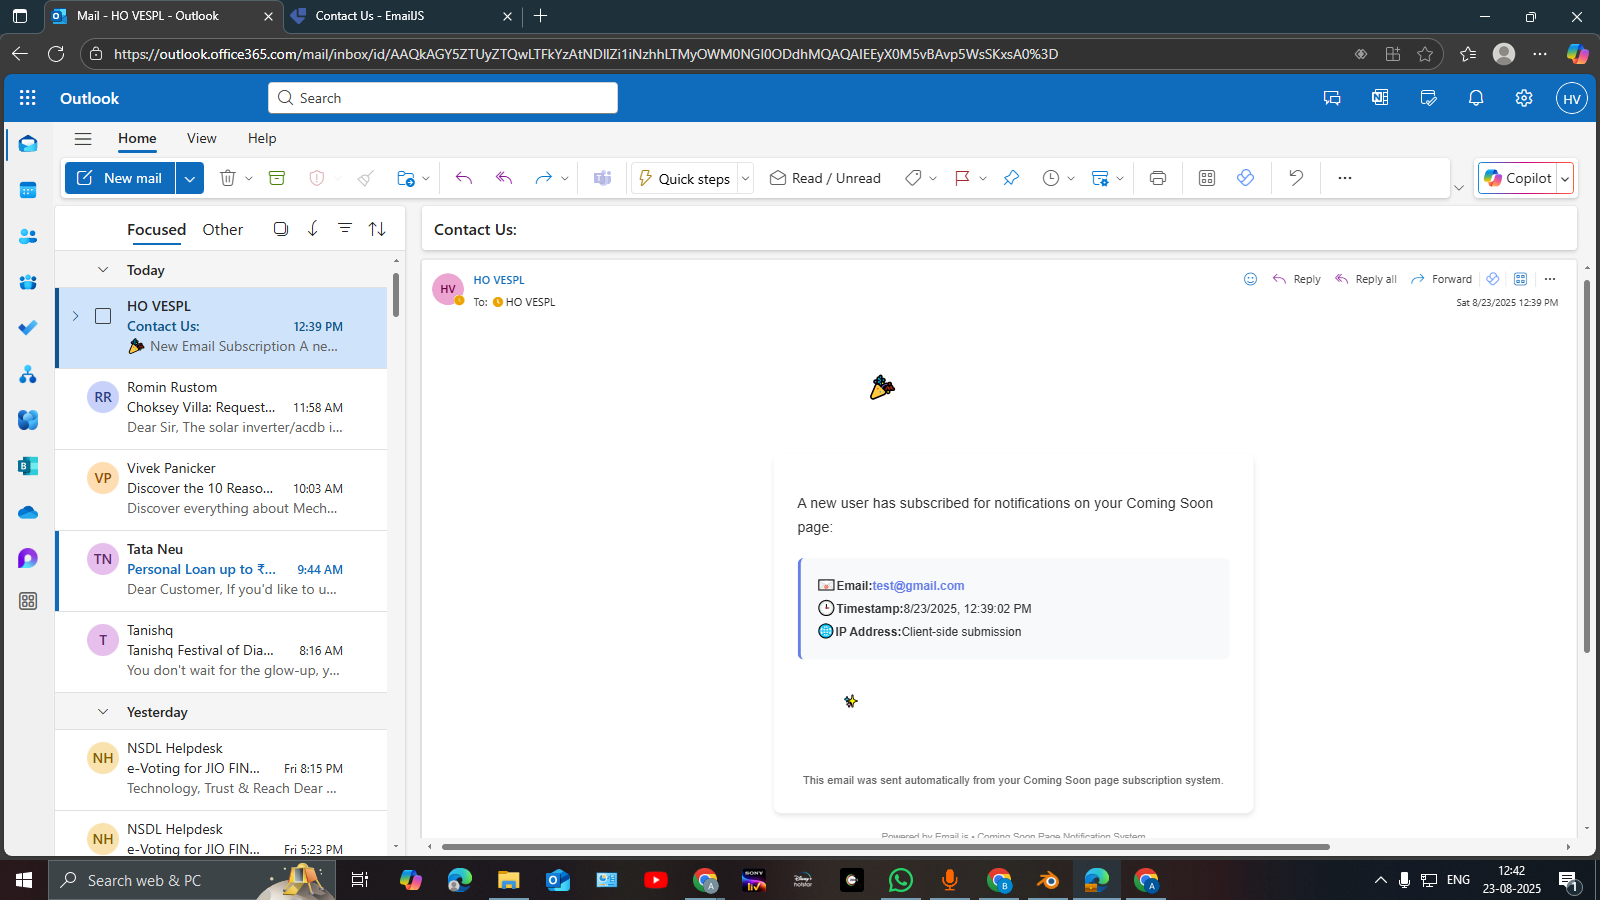 Mail - HO VESPL - Outlook
Contact Us - EmailJS
https://outlook.office365.com/mail/inbox/id/AAQkAGY5ZTUyZTQwLTFkYzAtNDllZi1iNzhhLTMyOWM0NGI0ODdhMQAQAIEEyX0M5vBAvp5WsSKxsA0%3D
Outlook
Search
HV
Home
View
Help
New mail
Quick steps
Read / Unread
Copilot
Focused
Other
Contact Us:
Today
HO VESPL
Contact Us:
12:39 PM
New Email Subscription A ne...
RR
Romin Rustom
Choksey Villa: Request...
11:58 AM
Dear Sir, The solar inverter/acdb i...
VP
Vivek Panicker
Discover the 10 Reaso...
10:03 AM
Discover everything about Mech...
TN
Tata Neu
Personal Loan up to ₹...
9:44 AM
Dear Customer, If you'd like to u...
T
Tanishq
Tanishq Festival of Dia...
8:16 AM
You don't wait for the glow-up, y...
Yesterday
NH
NSDL Helpdesk
e-Voting for JIO FIN...
Fri 8:15 PM
Technology, Trust & Reach Dear ...
NH
NSDL Helpdesk
e-Voting for JIO FIN...
Fri 5:23 PM
HV
HO VESPL
To: HO VESPL
Reply
Reply all
Forward
Sat 8/23/2025 12:39 PM
A new user has subscribed for notifications on your Coming Soon
page:
Email:test@gmail.com
Timestamp:8/23/2025, 12:39:02 PM
IP Address:Client-side submission
This email was sent automatically from your Coming Soon page subscription system.
Powered by Email.js • Coming Soon Page Notification System
Search web & PC
ENG
12:42
23-08-2025
1